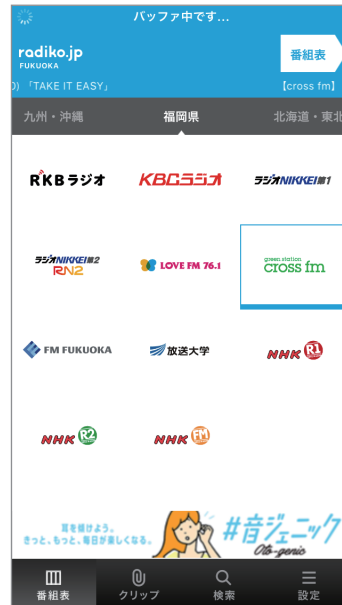 バッファ中です...
radiko.jp
FUKUOKA
番組表
0) 「TAKE IT EASY」 [cross fm]
九州・沖縄 福岡県 北海道・東北
RKBラジオ KBCラジオ ラジオNIKKEI第1
ラジオNIKKEI第2
RN2
LOVE FM 76.1
green station
cross fm
FM FUKUOKA 放送大学 NHK R1
NHK R2 NHK FM
耳を傾けよう。
きっと、もっと、毎日が楽しくなる。
#音ジェニック
Oto-genic
番組表 クリップ 検索 設定